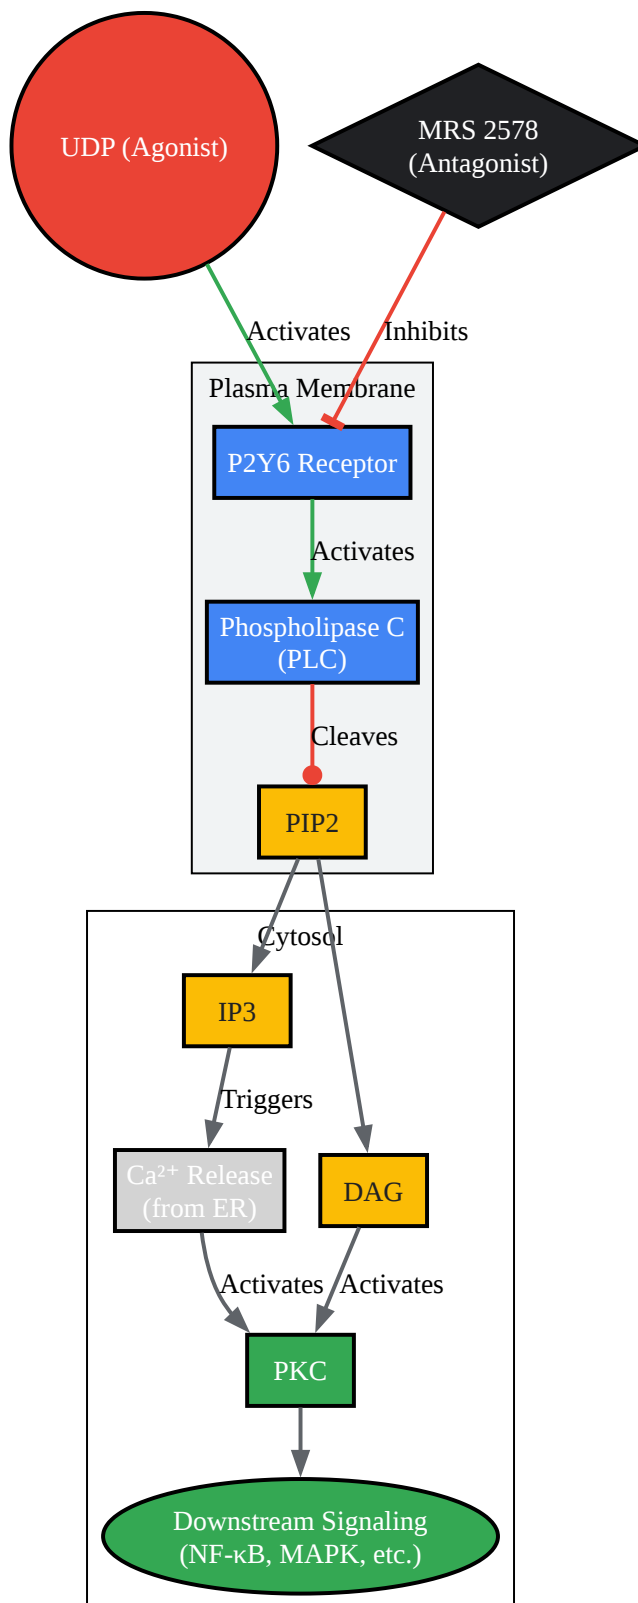 UDP (Agonist)
MRS 2578
(Antagonist)
Activates
Inhibits
Plasma Membrane
P2Y6 Receptor
Activates
Phospholipase C
(PLC)
Cleaves
PIP2
Cytosol
IP3
Triggers
Ca²⁺ Release
(from ER)
DAG
Activates
Activates
PKC
Downstream Signaling
(NF-κB, MAPK, etc.)